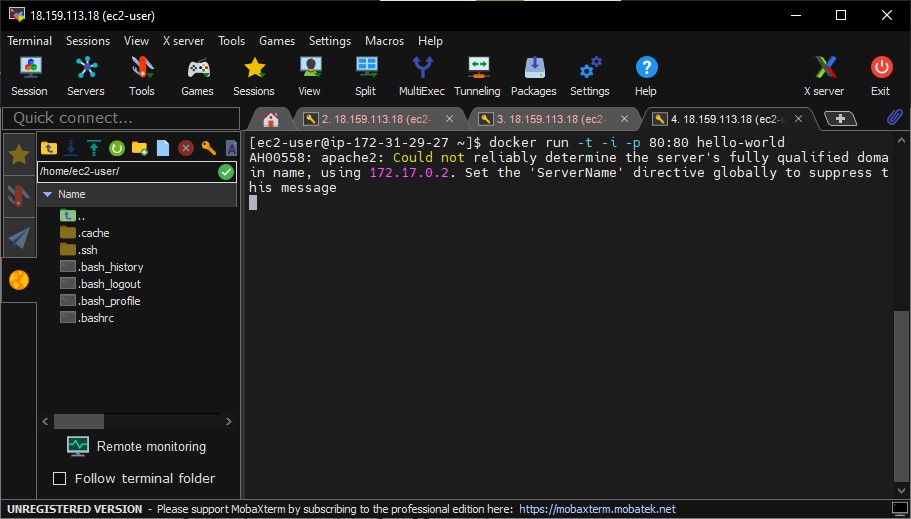 18.159.113.18 (ec2-user)
Terminal Sessions View X server Tools Games Settings Macros Help
Session Servers Tools Games Sessions View Split MultiExec Tunneling Packages Settings Help X server Exit
Quick connect...
2. 18.159.113.18 (ec2-
3. 18.159.113.18 (ec2-
4. 18.159.113.18 (ec2-u
/home/ec2-user/
Name
..
.cache
.ssh
.bash_history
.bash_logout
.bash_profile
.bashrc
Remote monitoring
Follow terminal folder
[ec2-user@ip-172-31-29-27 ~]$ docker run -t -i -p 80:80 hello-world
AH00558: apache2: Could not reliably determine the server's fully qualified doma
in name, using 172.17.0.2. Set the 'ServerName' directive globally to suppress t
his message
UNREGISTERED VERSION - Please support MobaXterm by subscribing to the professional edition here: https://mobaxterm.mobatek.net